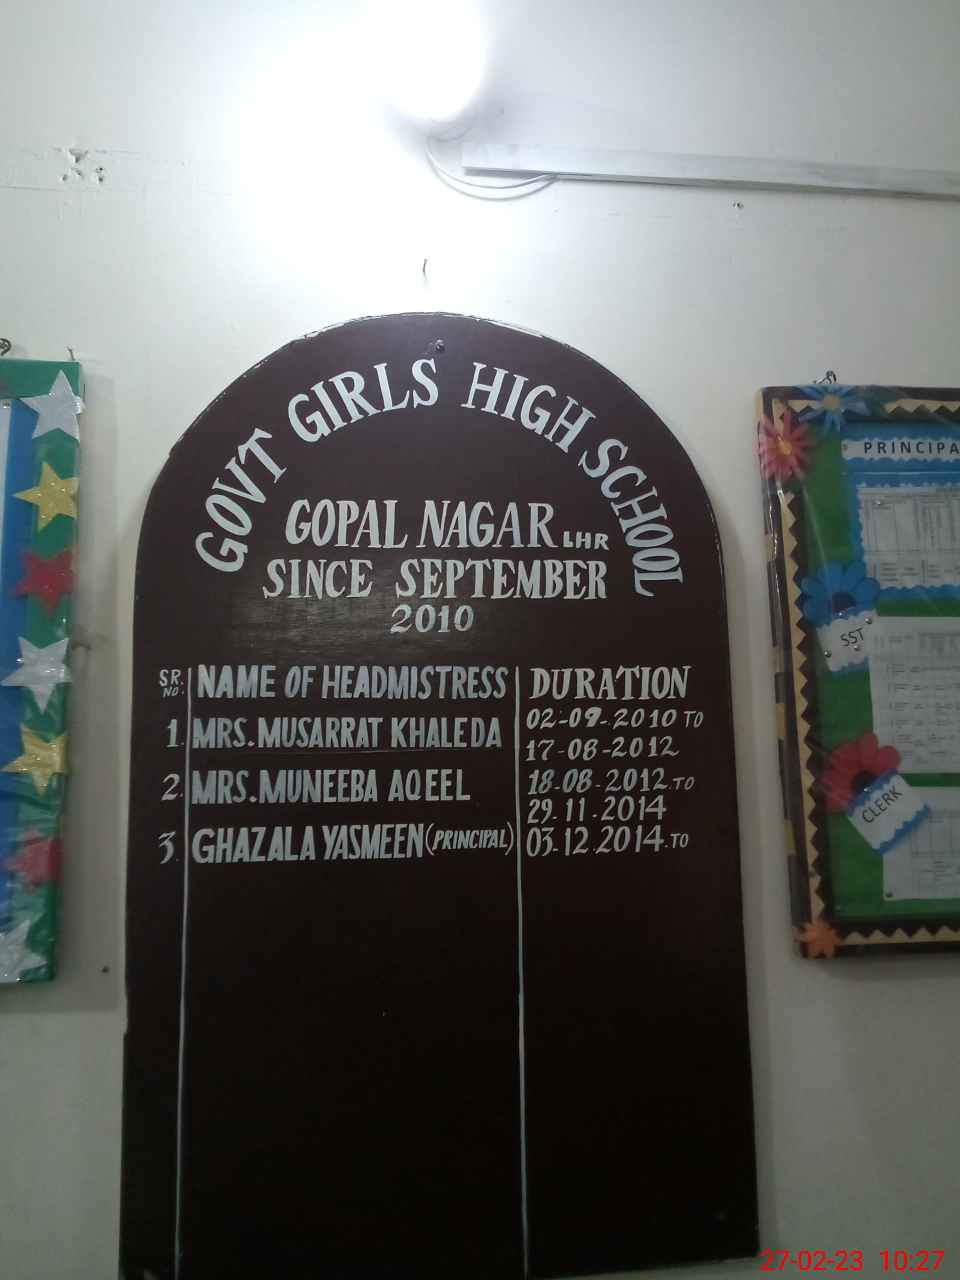 GOVT GIRLS HIGH SCHOOL
GOPAL NAGAR LHR
SINCE SEPTEMBER
2010
SR. NO. NAME OF HEADMISTRESS DURATION
1. MRS. MUSARRAT KHALEDA 02-09-2010 TO
17-08-2012
2. MRS. MUNEEBA AQEEL 18-08-2012 TO
29.11.2014
3. GHAZALA YASMEEN (PRINCIPAL) 03-12.2014 TO
PRINCIPA
SST
CLERK
27-02-23 10:27